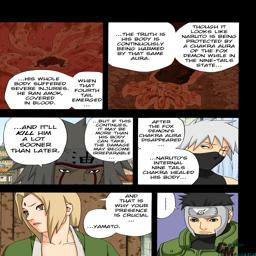 THOUGH IT
LOOKS LIKE
NARUTO IS BEING
PROTECTED BY
A CHAKRA AURA
OF THE FOX
DEMON WHILE IN
THE NINE-TAILS
STATE...
...THE TRUTH IS
HIS BODY IS
CONTINUOUSLY
BEING HARMED
BY THAT SAME
AURA.
WHEN
THAT
FOURTH
TAIL
EMERGED
...
...HIS WHOLE
BODY SUFFERED
SEVERE INJURIES.
HE RAN AMOK,
COVERED
IN BLOOD.
AFTER
THE FOX
DEMON'S
CHAKRA AURA
DISAPPEARED
...
...NARUTO'S
INTERNAL
NINE TAILS
CHAKRA HEALED
HIS BODY...
...BUT IF THIS
CONTINUES,
IT MAY BE
MORE THAN
HIS BODY
CAN TAKE.
THE DAMAGE
MAY BECOME
IRREPARABLE
...AND IT'LL
KILL HIM
A LOT
SOONER
THAN LATER.
AND
THAT IS
WHY YOUR
PRESENCE
IS CRUCIAL
...
...YAMATO.